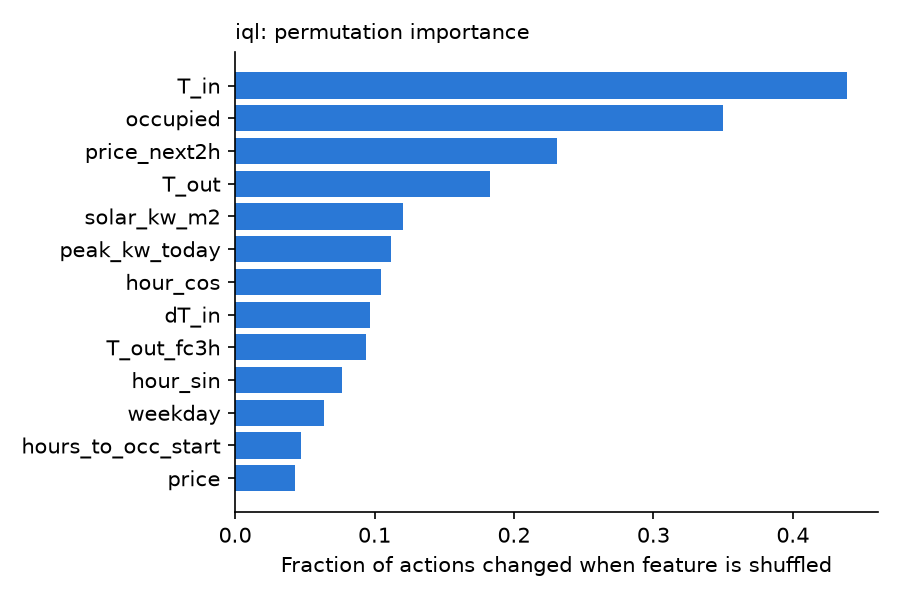 iql: permutation importance
T_in
occupied
price_next2h
T_out
solar_kw_m2
peak_kw_today
hour_cos
dT_in
T_out_fc3h
hour_sin
weekday
hours_to_occ_start
price
0.0 0.1 0.2 0.3 0.4
Fraction of actions changed when feature is shuffled